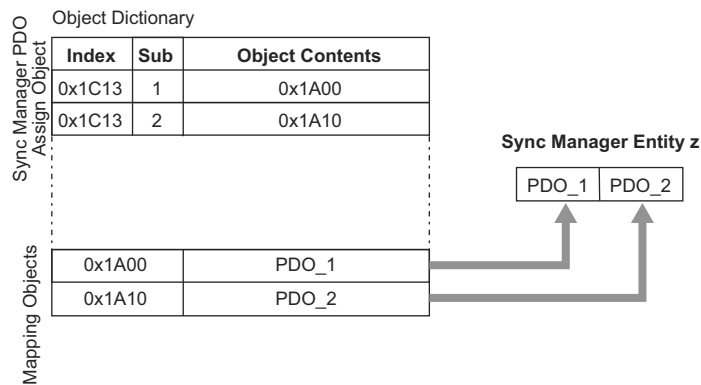 Object Dictionary
Sync Manager PDO
Assign Object
Index Sub Object Contents
0x1C13 1 0x1A00
0x1C13 2 0x1A10
Sync Manager Entity z
PDO_1 PDO_2
Mapping Objects
0x1A00 PDO_1
0x1A10 PDO_2